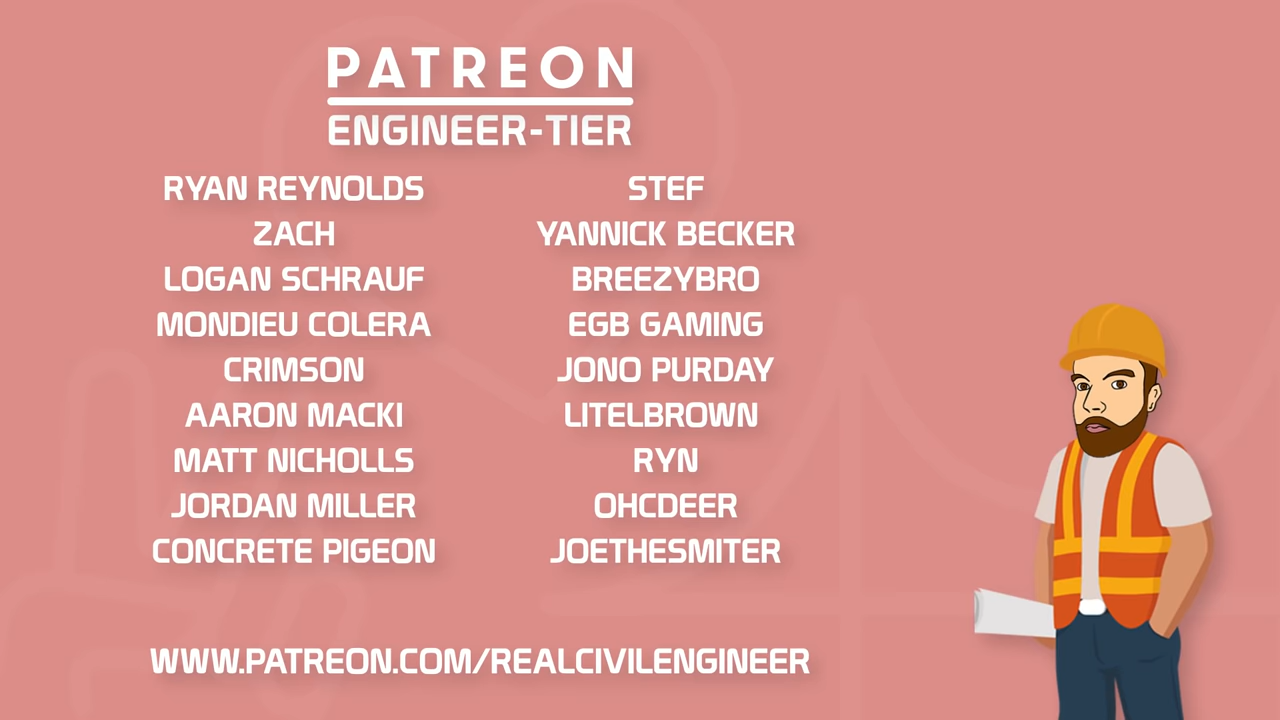 PATREON
ENGINEER-TIER
RYAN REYNOLDS
ZACH
LOGAN SCHRAUF
MONDIEU COLERA
CRIMSON
AARON MACKI
MATT NICHOLLS
JORDAN MILLER
CONCRETE PIGEON
STEF
YANNICK BECKER
BREEZYBRO
EGB GAMING
JONO PURDAY
LITELBROWN
RYN
OHCDEER
JOETHESMITER
WWW.PATREON.COM/REALCIVILENGINEER